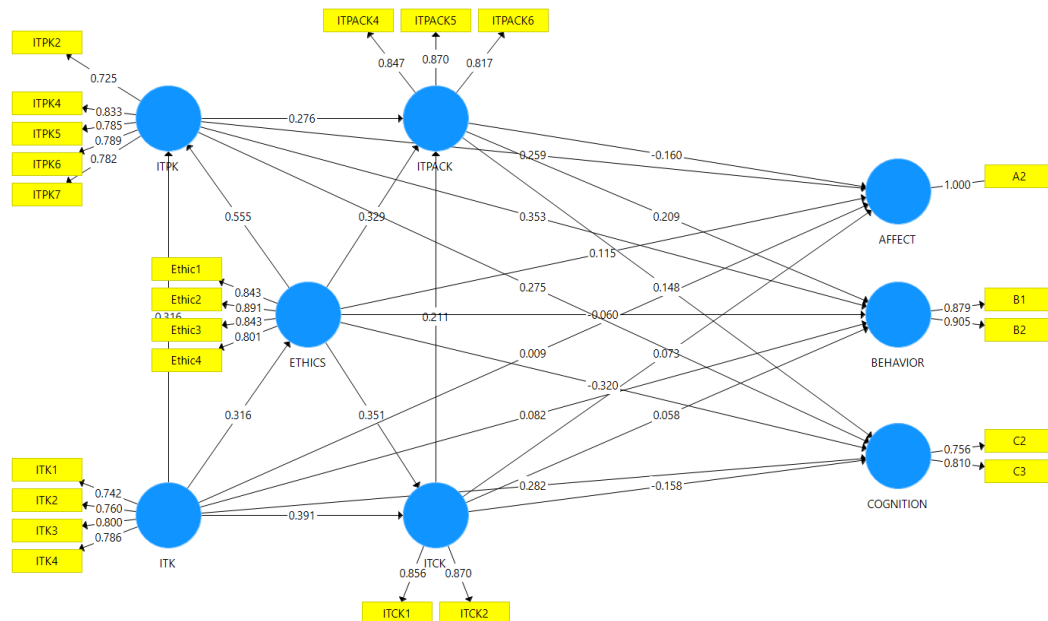 ITPACK4 ITPACK5 ITPACK6
ITPK2
0.847 0.870 0.817
0.725
ITPK4
0.833
ITPK5
0.785
0.276
ITPK6
0.789
0.782
ITPK7
ITPK
ITPACK
0.259
-0.160
A2
1.000
0.555
0.329
0.353
0.209
AFFECT
0.115
Ethic1
0.843
0.275
0.148
Ethic2
0.891
B1
0.879
0.316
Ethic3
0.843
0.211
-0.060
0.905
B2
Ethic4
0.801
ETHICS
BEHAVIOR
0.009
0.073
-0.320
0.316
0.351
0.082
0.058
C2
0.756
ITK1
0.742
0.810
C3
ITK2
0.760
0.282
-0.158
COGNITION
ITK3
0.800
0.391
0.786
ITK4
ITK
ITCK
0.856 0.870
ITCK1 ITCK2